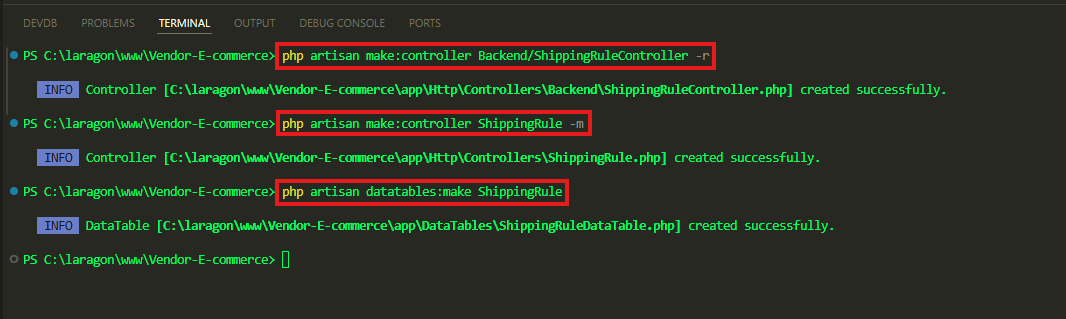 DEVDB PROBLEMS TERMINAL OUTPUT DEBUG CONSOLE PORTS
PS C:\laragon\www\Vendor-E-commerce> php artisan make:controller Backend/ShippingRuleController -r
INFO Controller [C:\laragon\www\Vendor-E-commerce\app\Http\Controllers\Backend\ShippingRuleController.php] created successfully.
PS C:\laragon\www\Vendor-E-commerce> php artisan make:controller ShippingRule -m
INFO Controller [C:\laragon\www\Vendor-E-commerce\app\Http\Controllers\ShippingRule.php] created successfully.
PS C:\laragon\www\Vendor-E-commerce> php artisan datatables:make ShippingRule
INFO DataTable [C:\laragon\www\Vendor-E-commerce\app\DataTables\ShippingRuleDataTable.php] created successfully.
PS C:\laragon\www\Vendor-E-commerce>